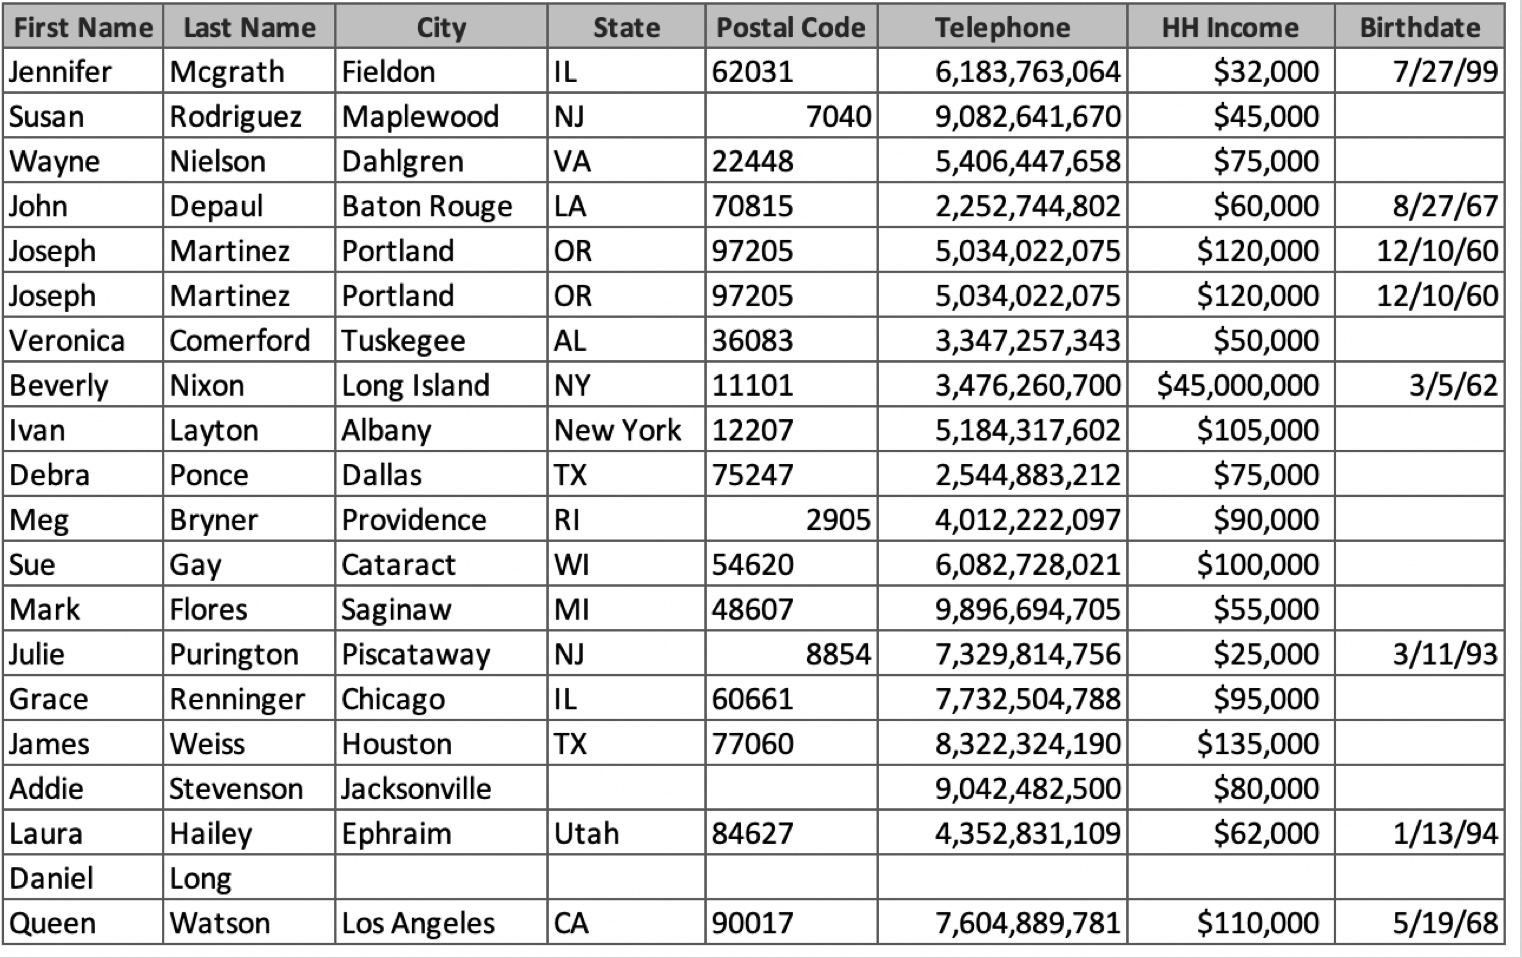 First Name Last Name City State Postal Code Telephone HH Income Birthdate
Jennifer Mcgrath Fieldon IL 62031 6,183,763,064 $32,000 7/27/99
Susan Rodriguez Maplewood NJ 7040 9,082,641,670 $45,000
Wayne Nielson Dahlgren VA 22448 5,406,447,658 $75,000
John Depaul Baton Rouge LA 70815 2,252,744,802 $60,000 8/27/67
Joseph Martinez Portland OR 97205 5,034,022,075 $120,000 12/10/60
Joseph Martinez Portland OR 97205 5,034,022,075 $120,000 12/10/60
Veronica Comerford Tuskegee AL 36083 3,347,257,343 $50,000
Beverly Nixon Long Island NY 11101 3,476,260,700 $45,000,000 3/5/62
Ivan Layton Albany New York 12207 5,184,317,602 $105,000
Debra Ponce Dallas TX 75247 2,544,883,212 $75,000
Meg Bryner Providence RI 2905 4,012,222,097 $90,000
Sue Gay Cataract WI 54620 6,082,728,021 $100,000
Mark Flores Saginaw MI 48607 9,896,694,705 $55,000
Julie Purington Piscataway NJ 8854 7,329,814,756 $25,000 3/11/93
Grace Renninger Chicago IL 60661 7,732,504,788 $95,000
James Weiss Houston TX 77060 8,322,324,190 $135,000
Addie Stevenson Jacksonville 9,042,482,500 $80,000
Laura Hailey Ephraim Utah 84627 4,352,831,109 $62,000 1/13/94
Daniel Long
Queen Watson Los Angeles CA 90017 7,604,889,781 $110,000 5/19/68